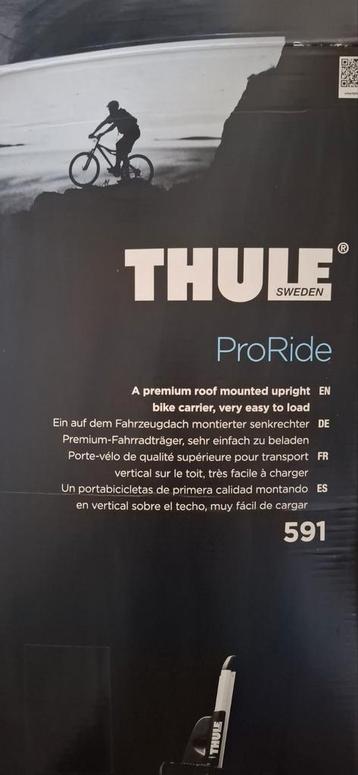 THULE®
SWEDEN
ProRide
A premium roof mounted upright EN
bike carrier, very easy to load
Ein auf dem Fahrzeugdach montierter senkrechter DE
Premium-Fahrradträger, sehr einfach zu beladen
Porte-vélo de qualité supérieure pour transport FR
vertical sur le toit, très facile à charger
Un portabicicletas de primera calidad montando ES
en vertical sobre el techo, muy fácil de cargar
591
THULE